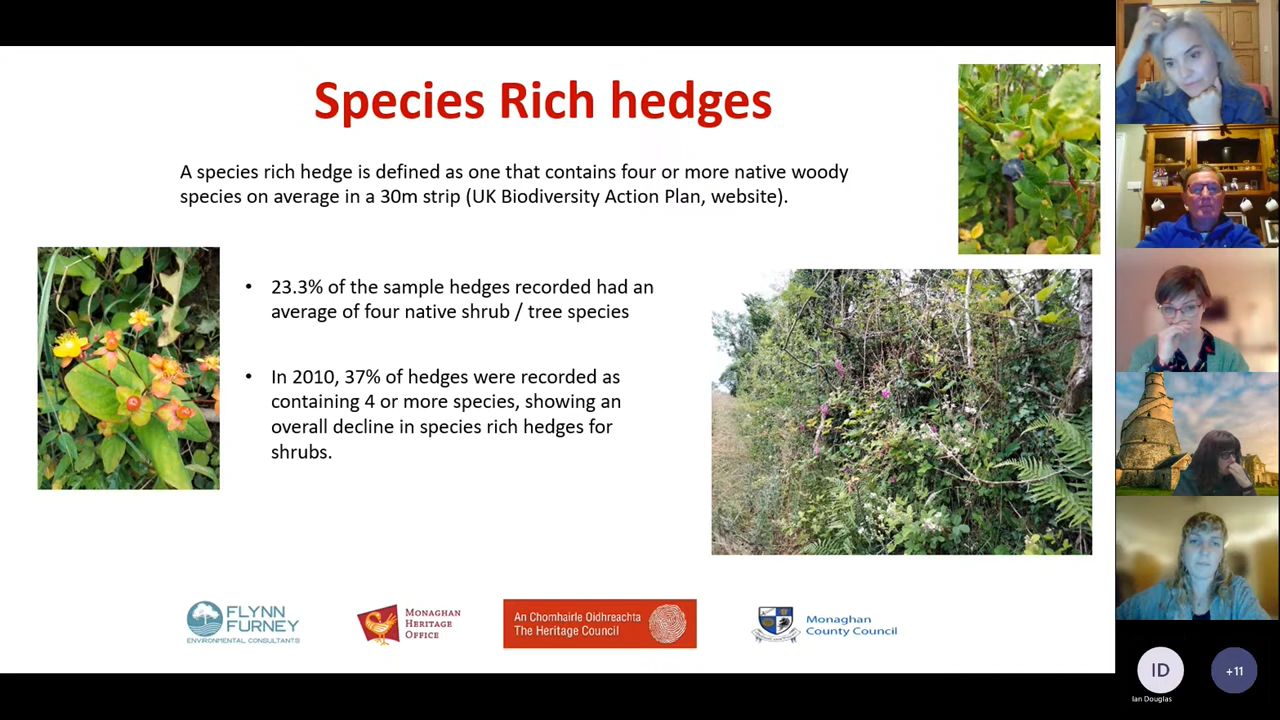 Species Rich hedges
A species rich hedge is defined as one that contains four or more native woody
species on average in a 30m strip (UK Biodiversity Action Plan, website).
• 23.3% of the sample hedges recorded had an
average of four native shrub / tree species
• In 2010, 37% of hedges were recorded as
containing 4 or more species, showing an
overall decline in species rich hedges for
shrubs.
FLYNN
FURNEY
ENVIRONMENTAL CONSULTANTS
MONAGHAN
HERITAGE
OFFICE
An Chomhairle Oidhreachta
The Heritage Council
Monaghan
County Council
ID
Ian Douglas
+11